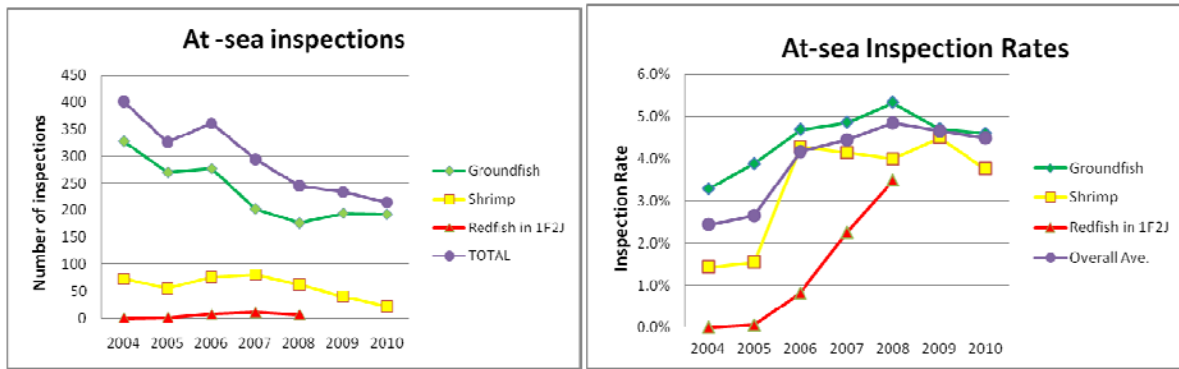 At -sea inspections
Number of inspections
450
400
350
300
250
200
150
100
50
0
2004 2005 2006 2007 2008 2009 2010
Groundfish
Shrimp
Redfish in 1F2J
TOTAL
At-sea Inspection Rates
Inspection Rate
6.0%
5.0%
4.0%
3.0%
2.0%
1.0%
0.0%
2004 2005 2006 2007 2008 2009 2010
Groundfish
Shrimp
Redfish in 1F2J
Overall Ave.